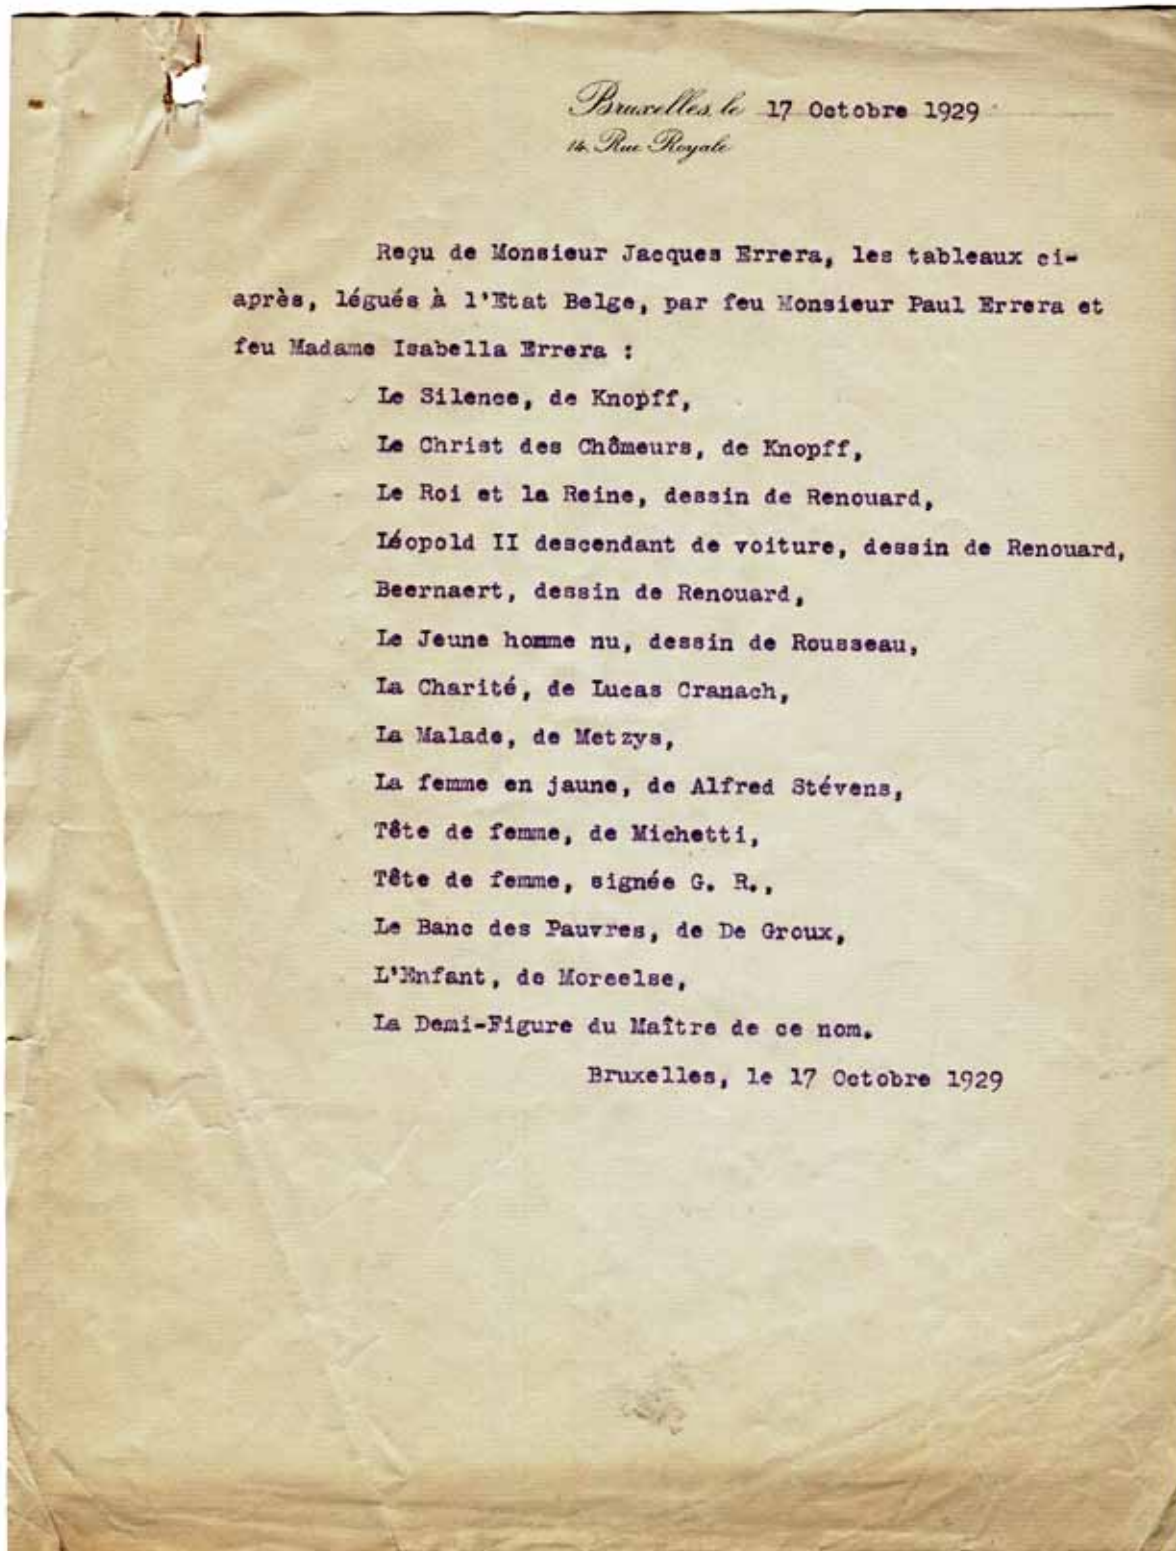 Bruxelles, le 17 Octobre 1929
14, Rue Royale
Reçu de Monsieur Jacques Errera, les tableaux ci-
après, légués à l'Etat Belge, par feu Monsieur Paul Errera et
feu Madame Isabella Errera :
Le Silence, de Knopff,
Le Christ des Chômeurs, de Knopff,
Le Roi et la Reine, dessin de Renouard,
Léopold II descendant de voiture, dessin de Renouard,
Beernaert, dessin de Renouard,
Le Jeune homme nu, dessin de Rousseau,
La Charité, de Lucas Cranach,
La Malade, de Metzys,
La femme en jaune, de Alfred Stévens,
Tête de femme, de Michetti,
Tête de femme, signée G. R.,
Le Banc des Pauvres, de De Groux,
L'Enfant, de Moreelse,
La Demi-Figure du Maître de ce nom.
Bruxelles, le 17 Octobre 1929